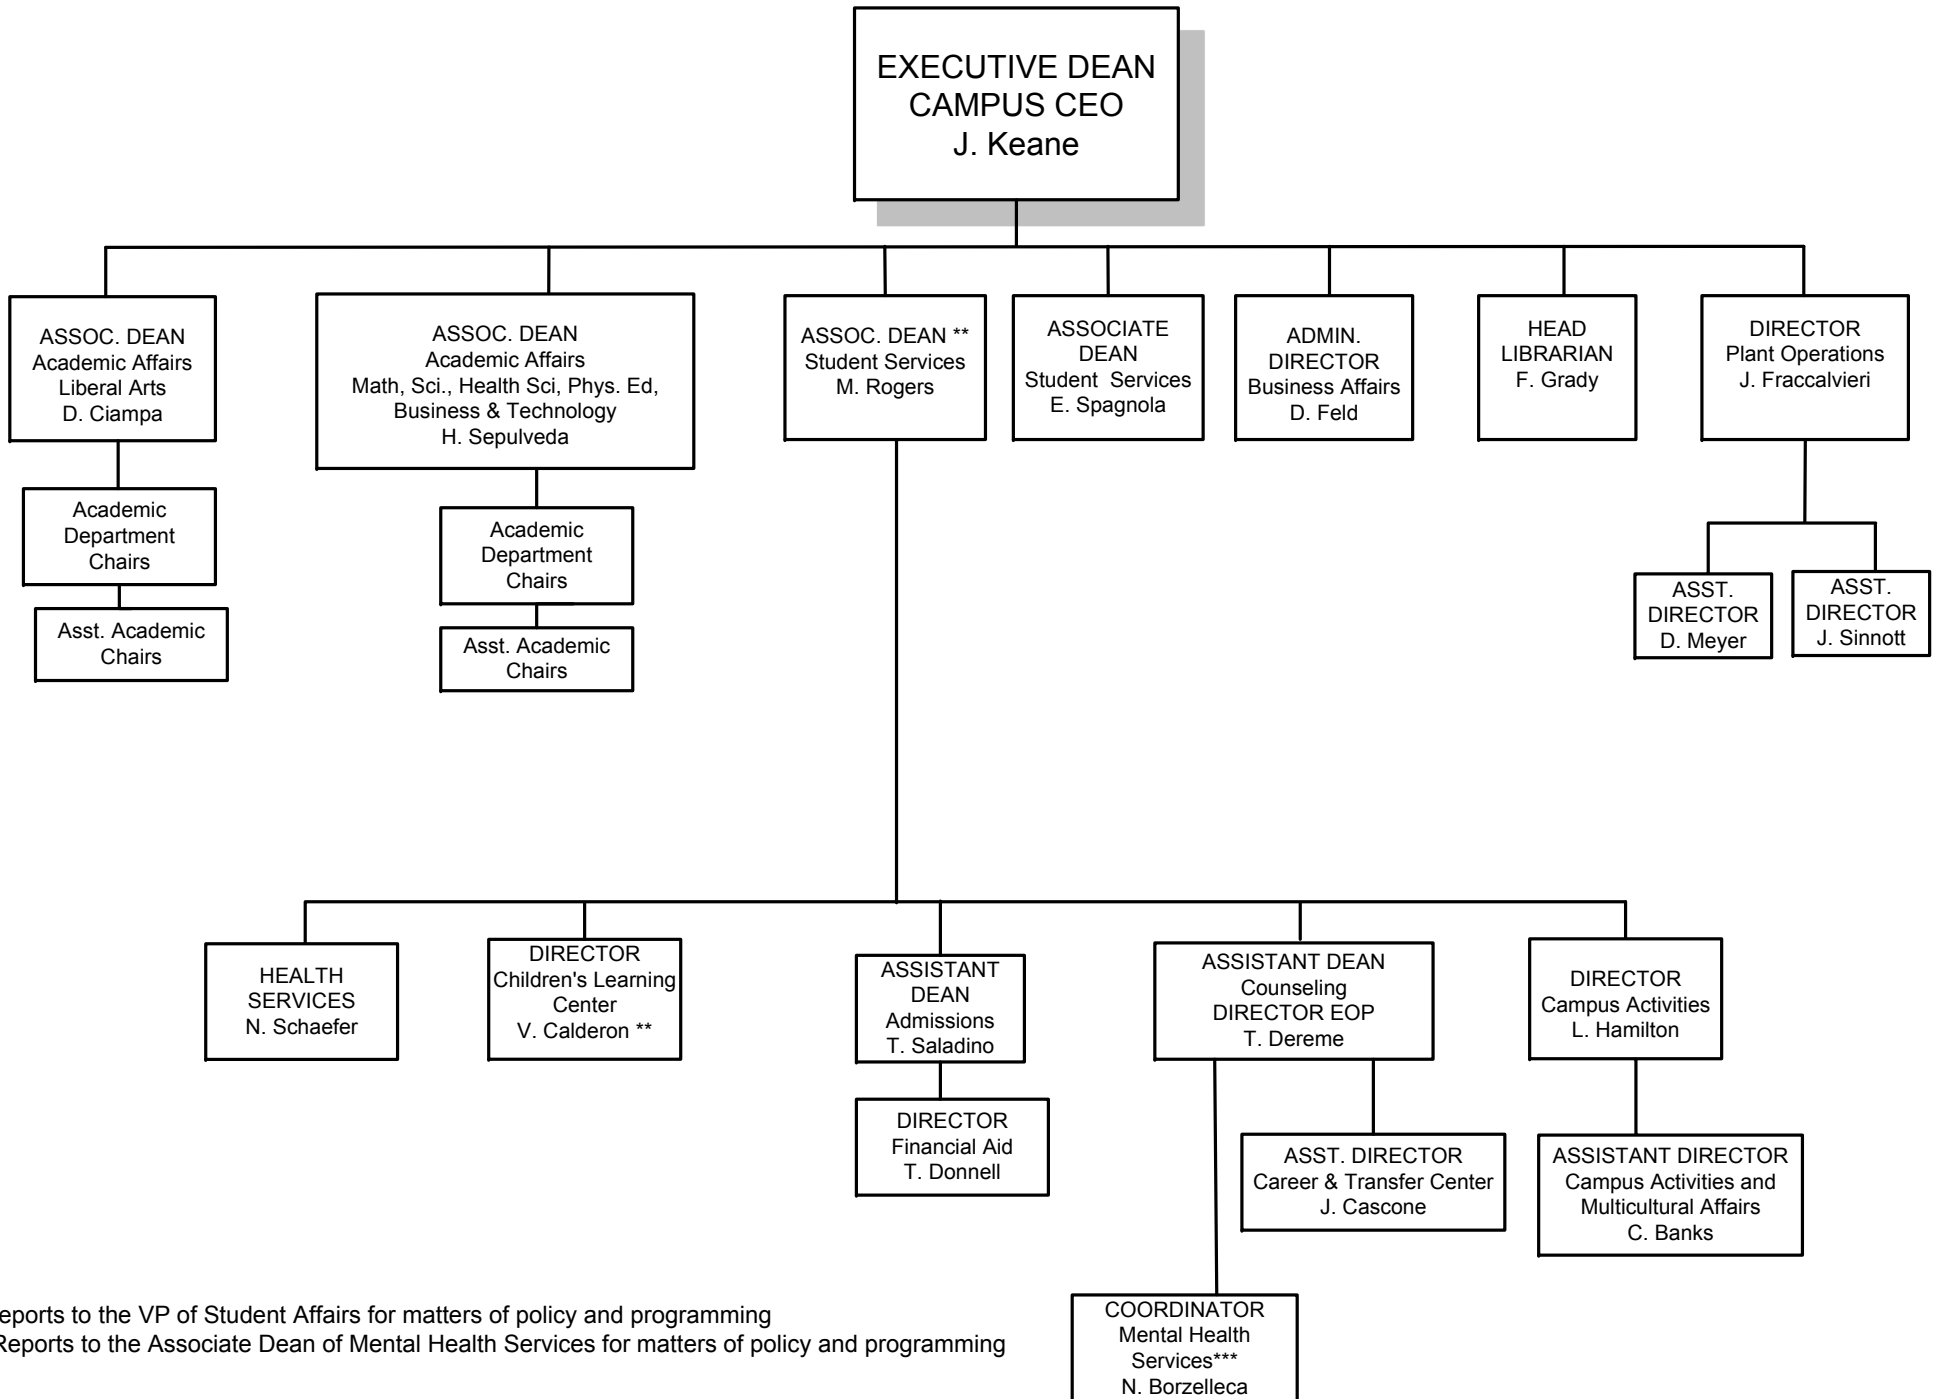 EXECUTIVE DEAN
CAMPUS CEO
J. Keane
ASSOC. DEAN
Academic Affairs
Liberal Arts
D. Ciampa
ASSOC. DEAN
Academic Affairs
Math, Sci., Health Sci, Phys. Ed,
Business & Technology
H. Sepulveda
ASSOC. DEAN **
Student Services
M. Rogers
ASSOCIATE
DEAN
Student Services
E. Spagnola
ADMIN.
DIRECTOR
Business Affairs
D. Feld
HEAD
LIBRARIAN
F. Grady
DIRECTOR
Plant Operations
J. Fraccalvieri
Academic
Department
Chairs
Asst. Academic
Chairs
Academic
Department
Chairs
Asst. Academic
Chairs
ASST.
DIRECTOR
D. Meyer
ASST.
DIRECTOR
J. Sinnott
HEALTH
SERVICES
N. Schaefer
DIRECTOR
Children's Learning
Center
V. Calderon **
ASSISTANT
DEAN
Admissions
T. Saladino
ASSISTANT DEAN
Counseling
DIRECTOR EOP
T. Dereme
DIRECTOR
Campus Activities
L. Hamilton
DIRECTOR
Financial Aid
T. Donnell
ASST. DIRECTOR
Career & Transfer Center
J. Cascone
ASSISTANT DIRECTOR
Campus Activities and
Multicultural Affairs
C. Banks
COORDINATOR
Mental Health
Services***
N. Borzelleca
eports to the VP of Student Affairs for matters of policy and programming
Reports to the Associate Dean of Mental Health Services for matters of policy and programming